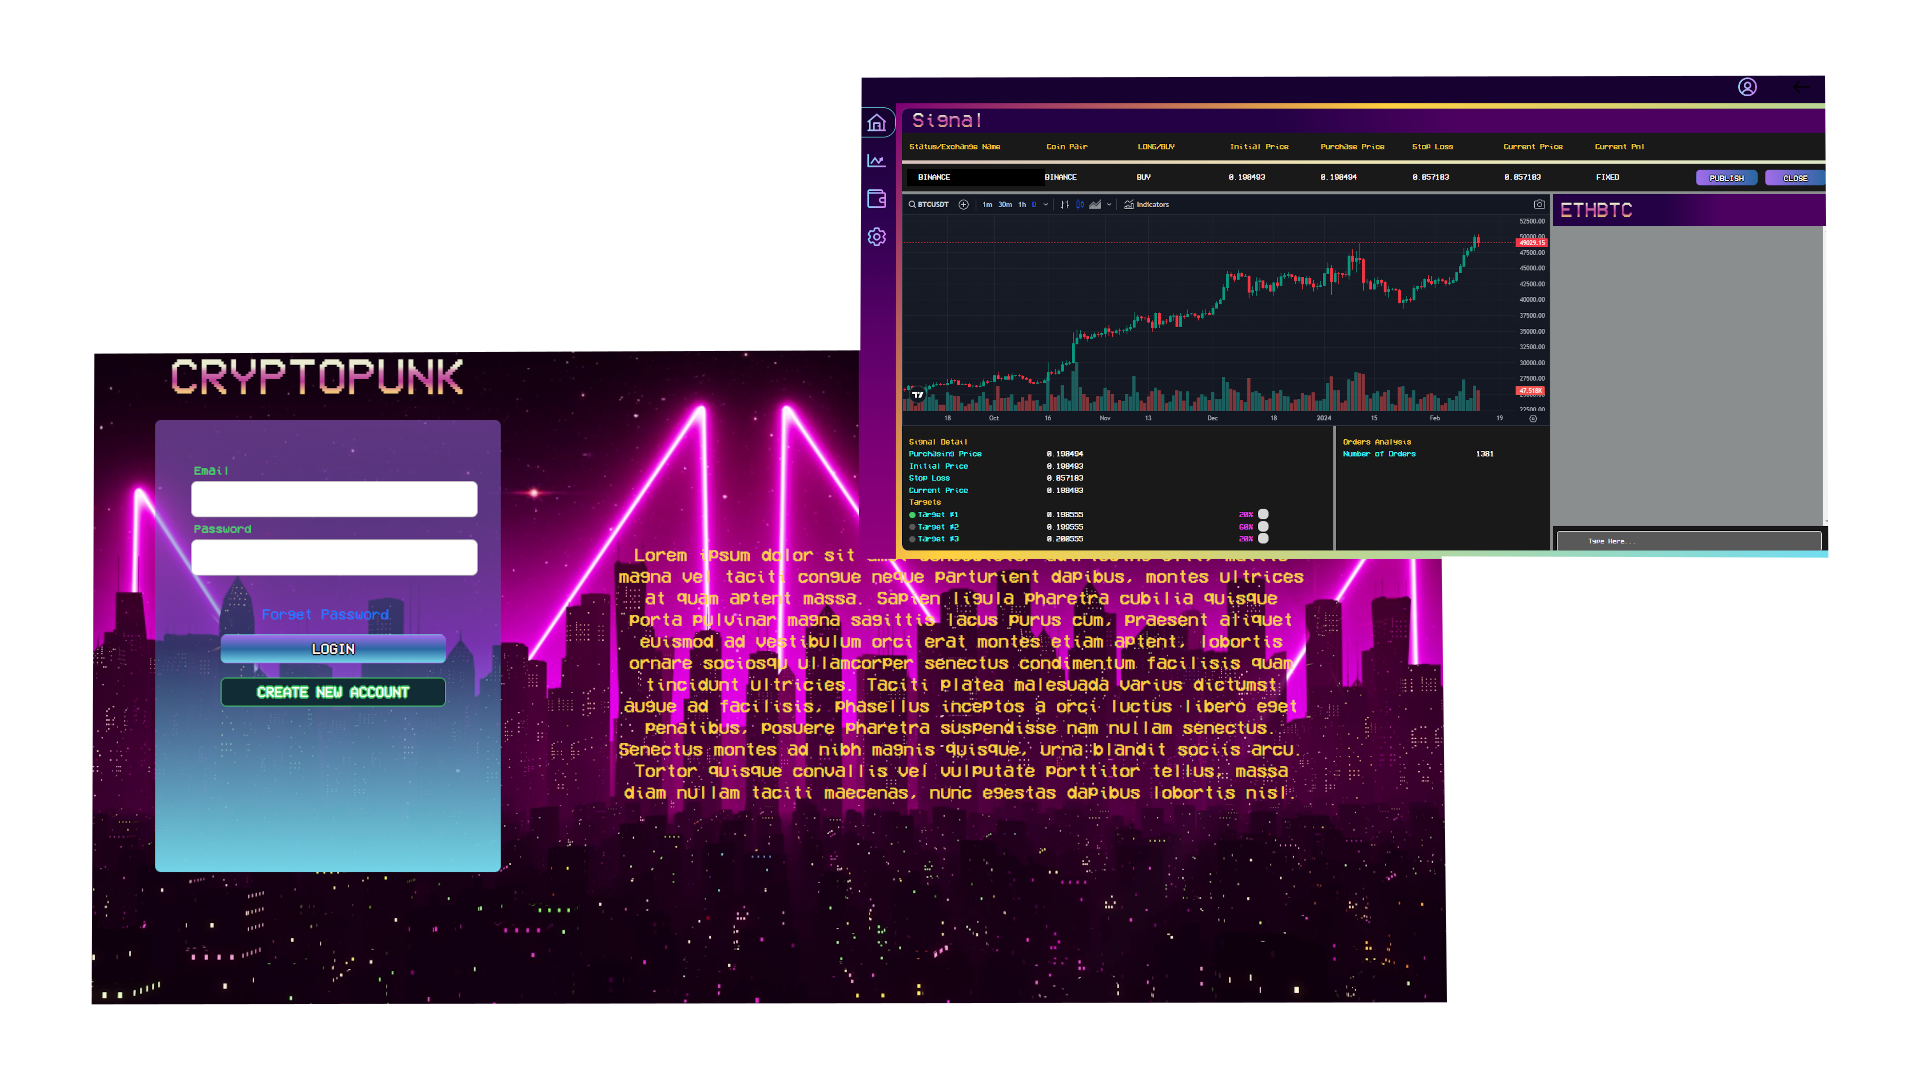 Signal
Status/Exchange Name Coin Pair LONG/BUY Initial Price Purchase Price Stop Loss Current Price Current Pnl
BINANCE BINANCE BUY 0.198493 0.198494 0.857183 0.857183 FIXED PUBLISH CLOSE
BTCUSDT 1m 30m 1h D Indicators
ETHBTC
52500.00
50000.00
49029.15
47500.00
45000.00
42500.00
40000.00
37500.00
35000.00
32500.00
30000.00
27500.00
47.518K
22500.00
18 Oct 16 Nov 13 Dec 18 2024 15 Feb 19
Signal Detail
Purchasing Price 0.198494
Initial Price 0.198493
Stop Loss 0.857183
Current Price 0.198493
Targets
Target #1 0.198555 20%
Target #2 0.199555 60%
Target #3 0.200555 20%
Orders Analysis
Number of Orders 1381
Type Here...
CRYPTOPUNK
Email
Password
Forget Password
LOGIN
CREATE NEW ACCOUNT
Lorem ipsum dolor sit
magna vel taciti congue neque parturient dapibus, montes ultrices
at quam aptent massa. Sapien ligula pharetra cubilia quisque
porta pulvinar magna sagittis lacus purus cum, praesent aliquet
euismod ad vestibulum orci erat montes etiam aptent, lobortis
ornare sociosqu ullamcorper senectus condimentum facilisis quam
tincidunt ultricies. Taciti platea malesuada varius dictumst
augue ad facilisis, phasellus inceptos a orci luctus libero eget
penatibus, posuere pharetra suspendisse nam nullam senectus.
Senectus montes ad nibh magnis quisque, urna blandit sociis arcu.
Tortor quisque convallis vel vulputate porttitor tellus, massa
diam nullam taciti maecenas, nunc egestas dapibus lobortis nisl.